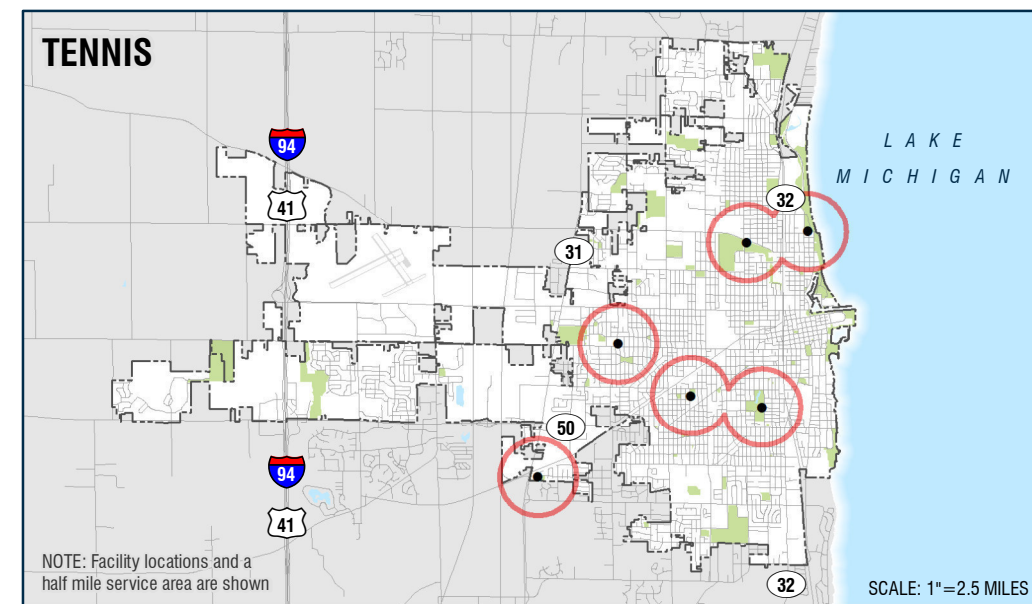 TENNIS
94
41
LAKE
MICHIGAN
32
31
50
94
41
NOTE: Facility locations and a
half mile service area are shown
32
SCALE: 1"=2.5 MILES